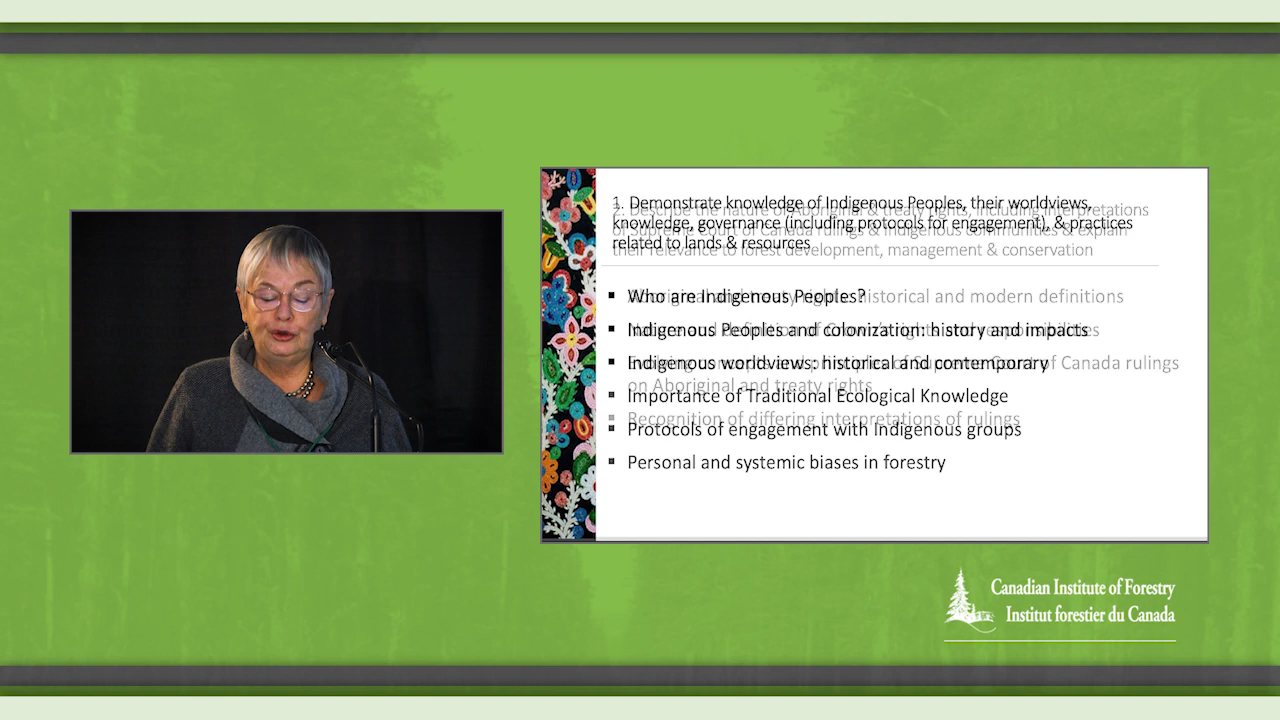 1. Demonstrate knowledge of Indigenous Peoples, their worldviews,
knowledge, governance (including protocols for engagement), & practices
related to lands & resources
2. Describe the nature of Aboriginal & treaty rights, including interpretations
of Supreme Court of Canada rulings & Indigenous communities & explain
their relevance to forest development, management & conservation
▪ Who are Indigenous Peoples?
▪ Indigenous Peoples and colonization: history and impacts
▪ Indigenous worldviews: historical and contemporary
▪ Importance of Traditional Ecological Knowledge
▪ Protocols of engagement with Indigenous groups
▪ Personal and systemic biases in forestry
historical and modern definitions
of Supreme Court of Canada rulings
on Aboriginal and treaty rights
▪ Recognition of differing interpretations of rulings
Canadian Institute of Forestry
Institut forestier du Canada